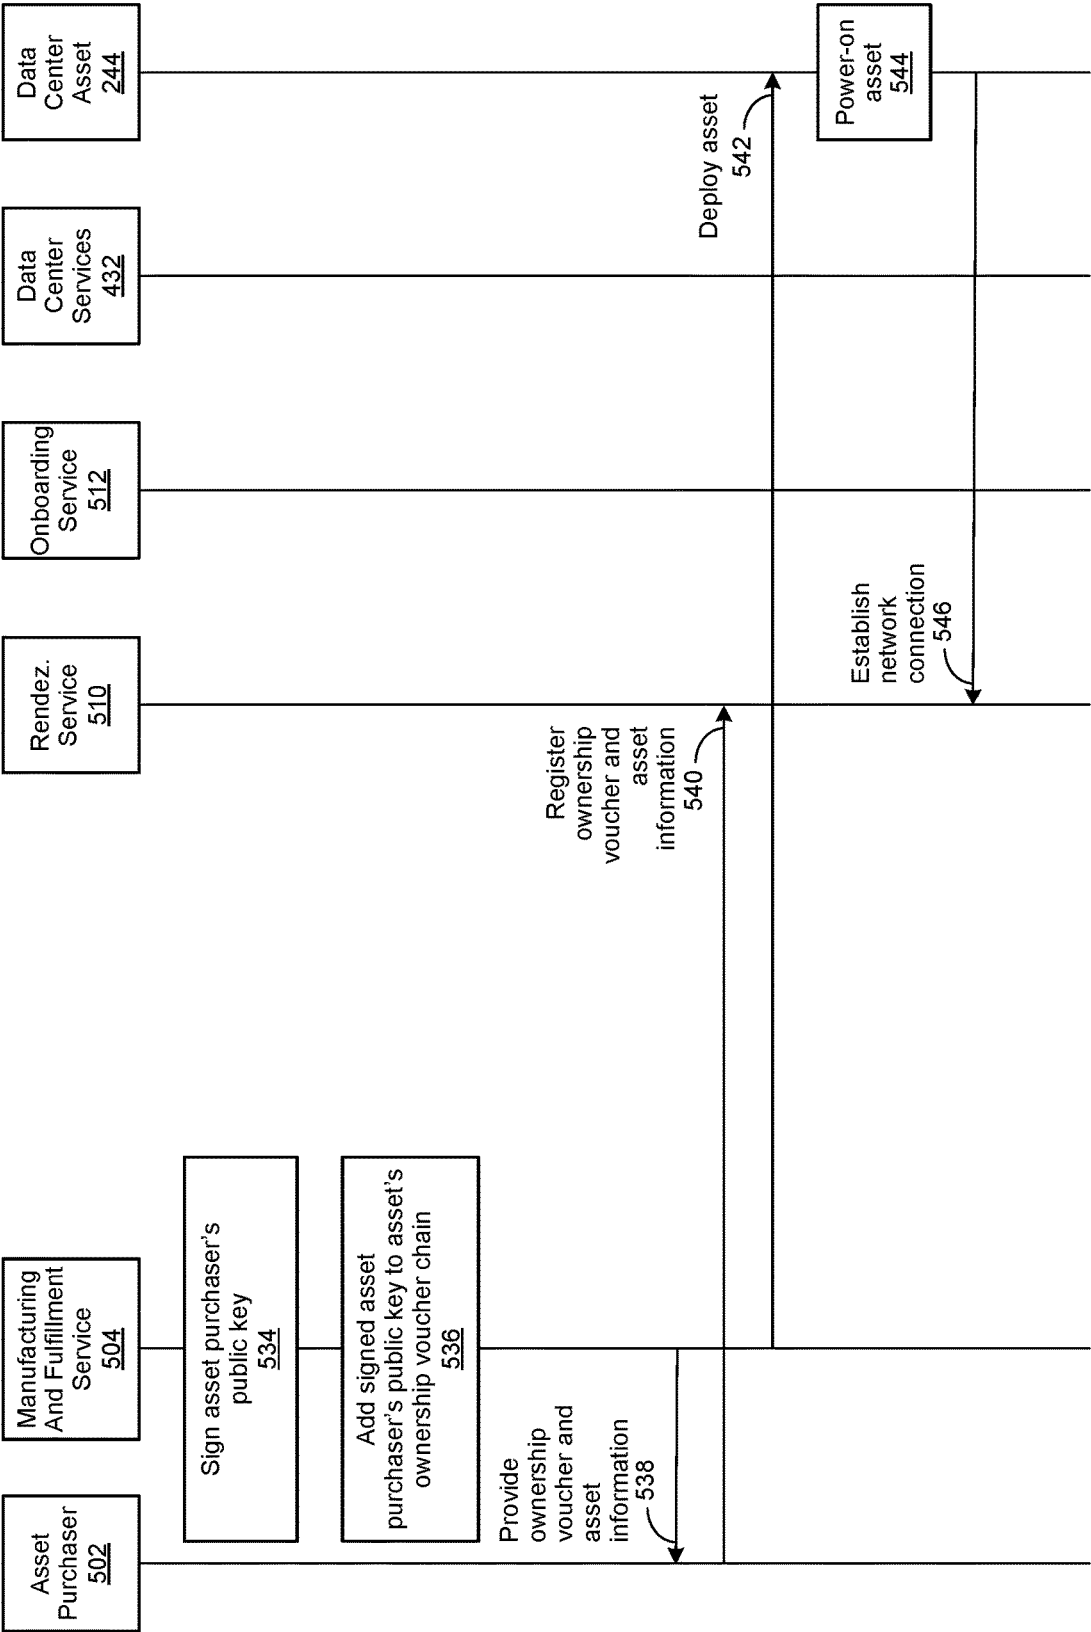 Asset
Purchaser
502
Manufacturing
And Fulfillment
Service
504
Rendez.
Service
510
Onboarding
Service
512
Data
Center
Services
432
Data
Center
Asset
244
Sign asset purchaser's
public key
534
Add signed asset
purchaser's public key to asset's
ownership voucher chain
536
Provide
ownership
voucher and
asset
information
538
Register
ownership
voucher and
asset
information
540
Deploy asset
542
Power-on
asset
544
Establish
network
connection
546